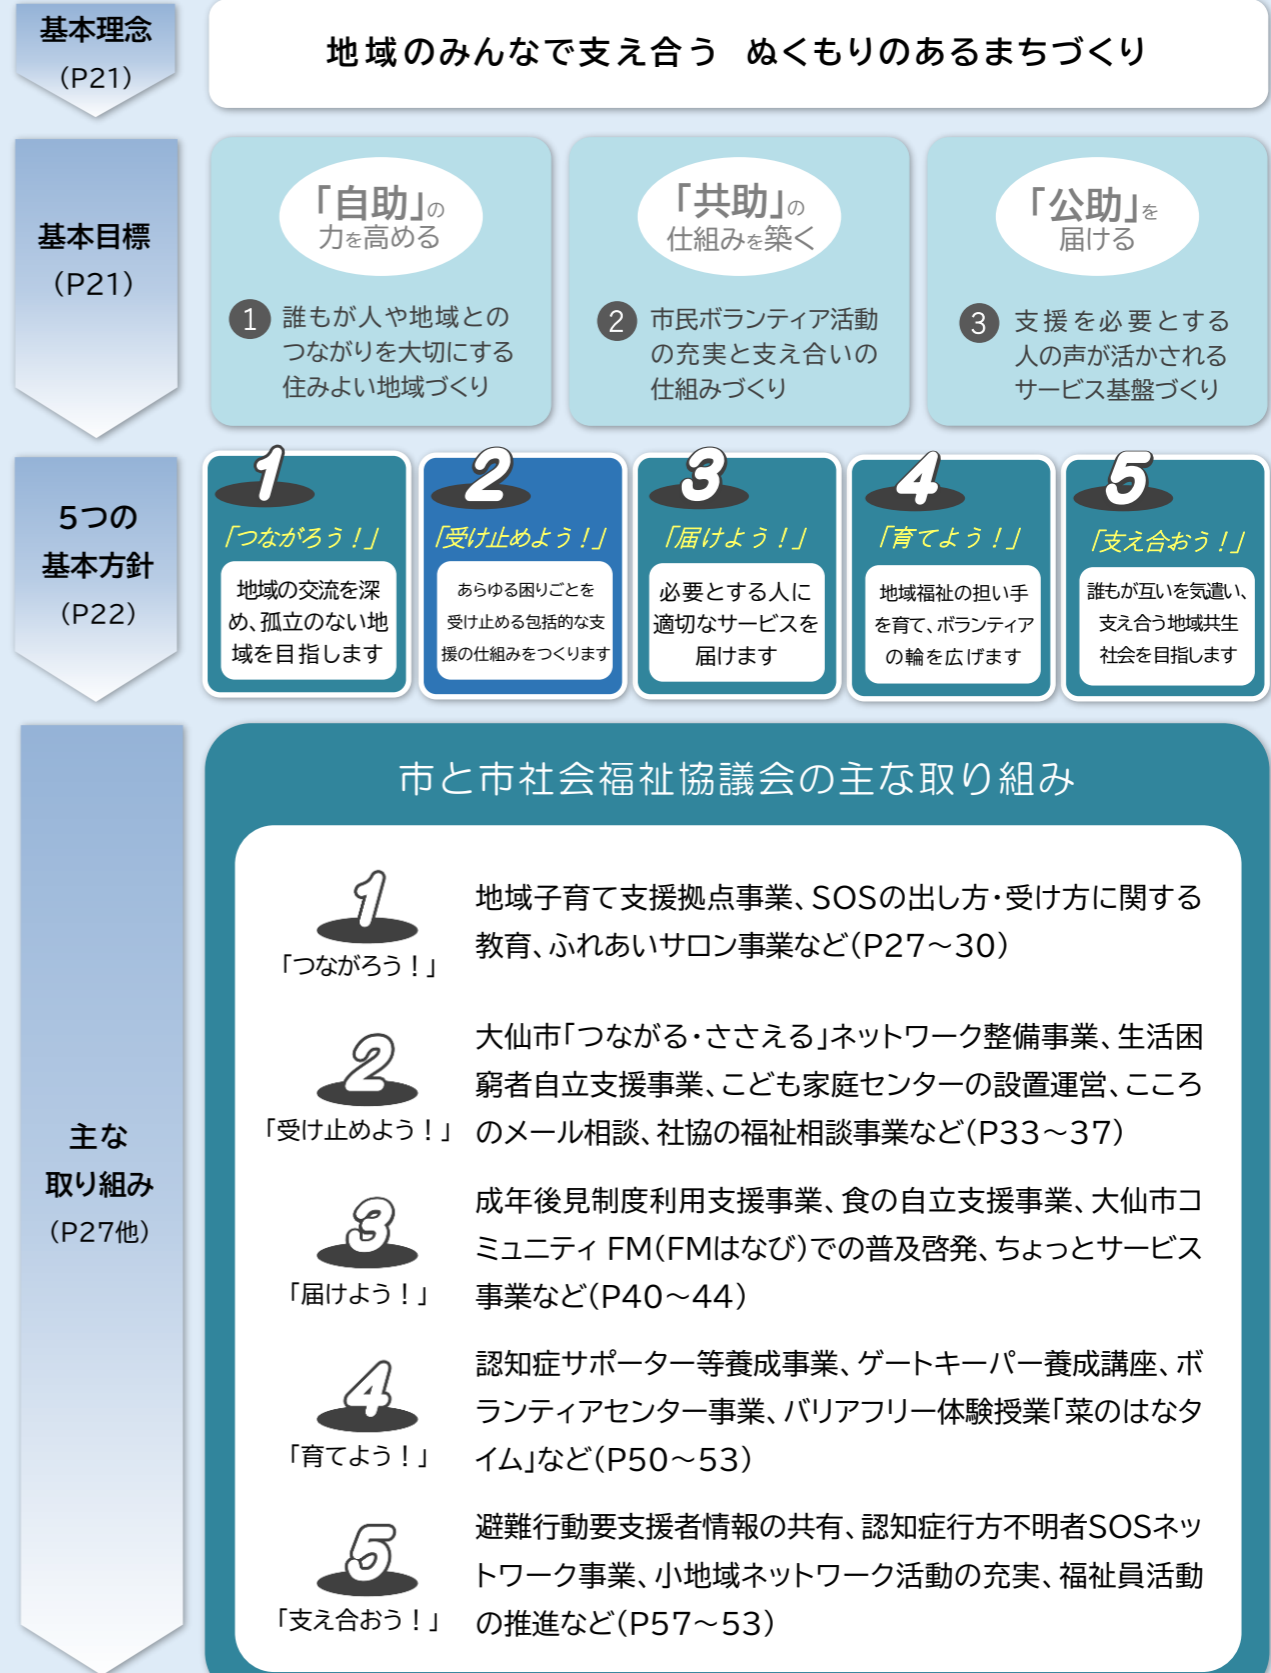 基本理念
(P21)
地域のみんなで支え合う ぬくもりのあるまちづくり
基本目標
(P21)
「自助」の
力を高める
1 誰もが人や地域との
つながりを大切にする
住みよい地域づくり
「共助」の
仕組みを築く
2 市民ボランティア活動
の充実と支え合いの
仕組みづくり
「公助」を
届ける
3 支援を必要とする
人の声が活かされる
サービス基盤づくり
5つの
基本方針
(P22)
1
「つながろう！」
地域の交流を深
め、孤立のない地
域を目指します
2
「受け止めよう！」
あらゆる困りごとを
受け止める包括的な支
援の仕組みをつくります
3
「届けよう！」
必要とする人に
適切なサービスを
届けます
4
「育てよう！」
地域福祉の担い手
を育て、ボランティア
の輪を広げます
5
「支え合おう！」
誰もが互いを気遣い、
支え合う地域共生
社会を目指します
主な
取り組み
(P27他)
市と市社会福祉協議会の主な取り組み
1
「つながろう！」
地域子育て支援拠点事業、SOSの出し方・受け方に関する
教育、ふれあいサロン事業など(P27～30)
2
「受け止めよう！」
大仙市「つながる・ささえる」ネットワーク整備事業、生活困
窮者自立支援事業、こども家庭センターの設置運営、こころ
のメール相談、社協の福祉相談事業など(P33～37)
3
「届けよう！」
成年後見制度利用支援事業、食の自立支援事業、大仙市コ
ミュニティ FM(FMはなび)での普及啓発、ちょっとサービス
事業など(P40～44)
4
「育てよう！」
認知症サポーター等養成事業、ゲートキーパー養成講座、ボ
ランティアセンター事業、バリアフリー体験授業「菜のはなタ
イム」など(P50～53)
5
「支え合おう！」
避難行動要支援者情報の共有、認知症行方不明者SOSネッ
トワーク事業、小地域ネットワーク活動の充実、福祉員活動
の推進など(P57～53)